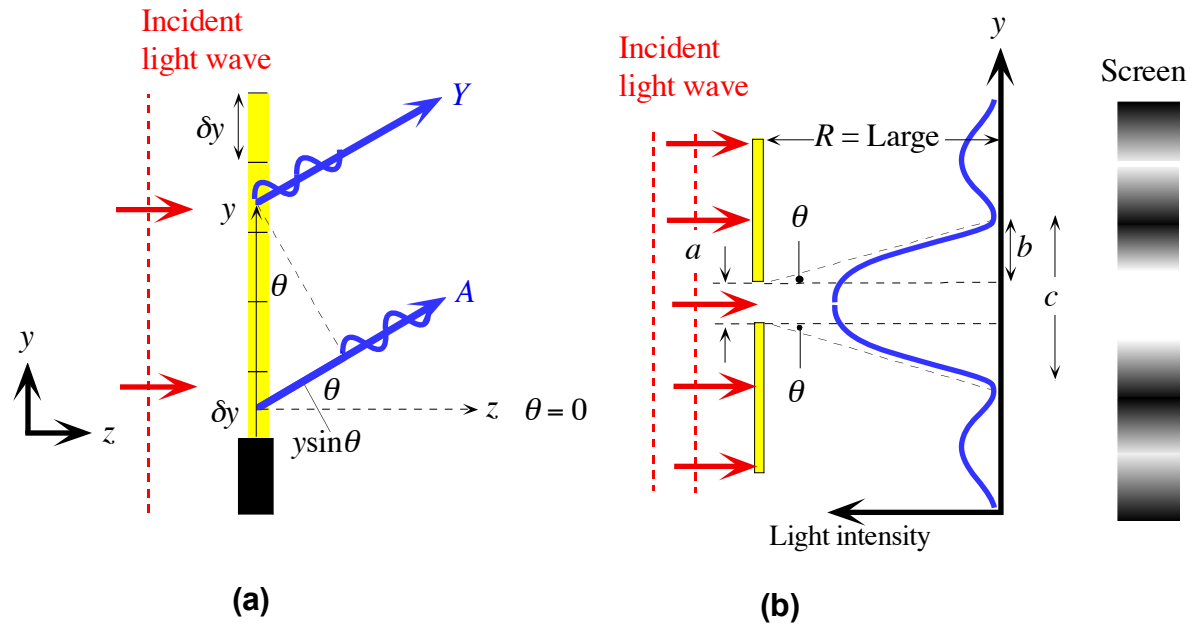 Incident
light wave
Y
δy
y
θ
A
y
z
δy
θ
z
θ = 0
ysinθ
(a)
y
Incident
light wave
Screen
R = Large
θ
a
b
c
θ
Light intensity
(b)